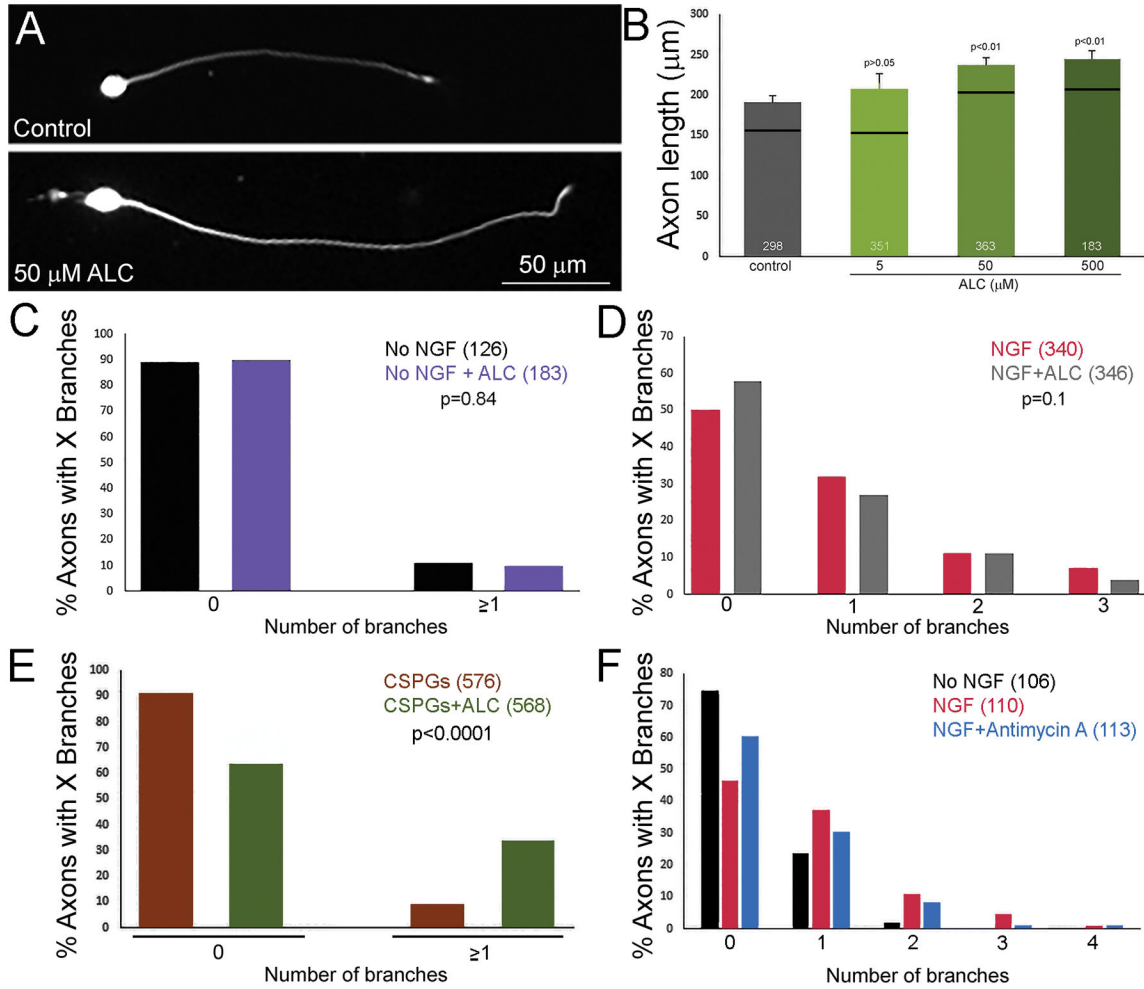 A
Control
50 μM ALC
50 μm
B
Axon length (μm)
300
250
200
150
100
50
0
p>0.05
p<0.01
p<0.01
298
351
363
183
control
5
50
500
ALC (μM)
C
% Axons with X Branches
100
90
80
70
60
50
40
30
20
10
0
No NGF (126)
No NGF + ALC (183)
p=0.84
0
≥1
Number of branches
D
% Axons with X Branches
70
60
50
40
30
20
10
0
NGF (340)
NGF+ALC (346)
p=0.1
0
1
2
3
Number of branches
E
% Axons with X Branches
100
90
80
70
60
50
40
30
20
10
0
CSPGs (576)
CSPGs+ALC (568)
p<0.0001
0
≥1
Number of branches
F
% Axons with X Branches
80
70
60
50
40
30
20
10
0
No NGF (106)
NGF (110)
NGF+Antimycin A (113)
0
1
2
3
4
Number of branches